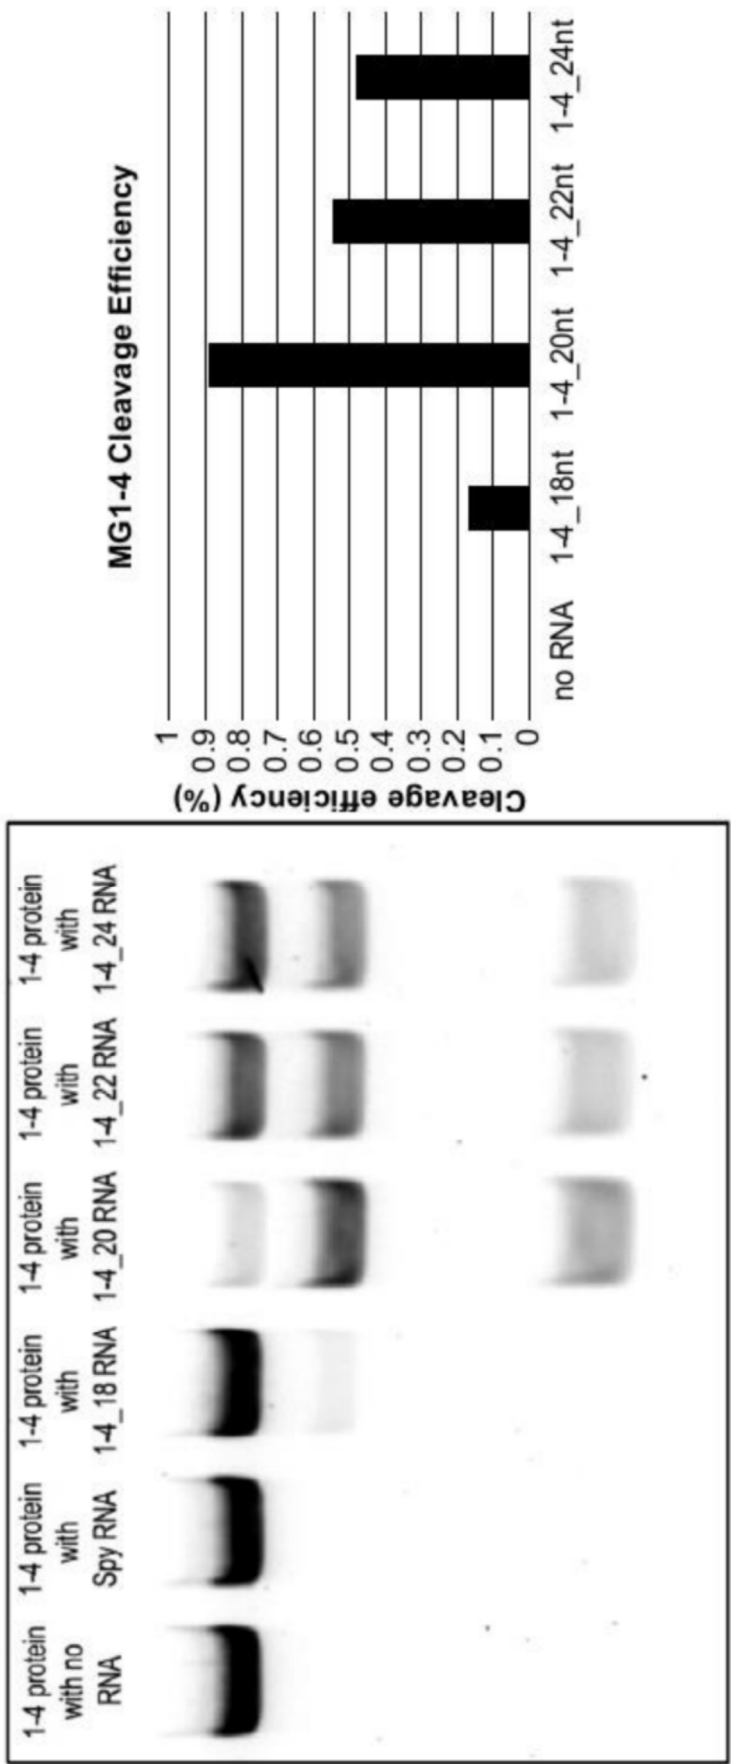 1-4 protein
with no
RNA
1-4 protein
with
Spy RNA
1-4 protein
with
1-4_18 RNA
1-4 protein
with
1-4_20 RNA
1-4 protein
with
1-4_22 RNA
1-4 protein
with
1-4_24 RNA
MG1-4 Cleavage Efficiency
Cleavage efficiency (%)
1
0.9
0.8
0.7
0.6
0.5
0.4
0.3
0.2
0.1
0
no RNA
1-4_18nt
1-4_20nt
1-4_22nt
1-4_24nt